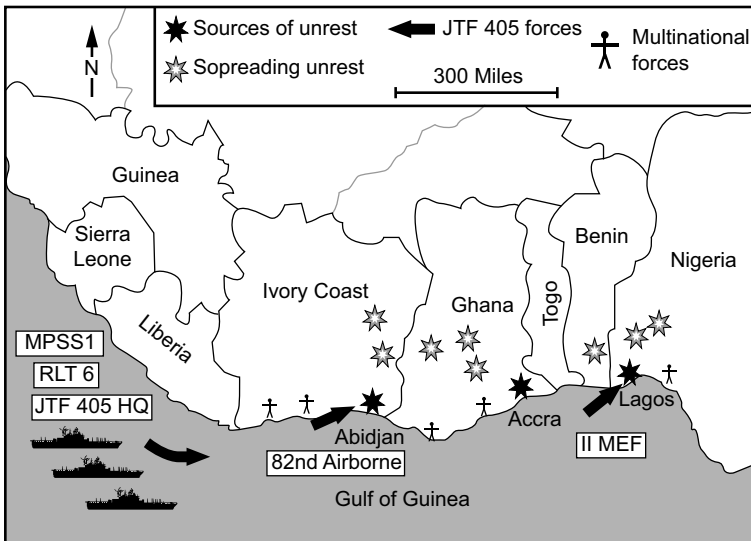 Sources of unrest
JTF 405 forces
Multinational
forces
Sopreading unrest
300 Miles
N
Guinea
Sierra
Leone
Liberia
Ivory Coast
Ghana
Togo
Benin
Nigeria
MPSS1
RLT 6
JTF 405 HQ
Abidjan
82nd Airborne
Accra
Lagos
II MEF
Gulf of Guinea